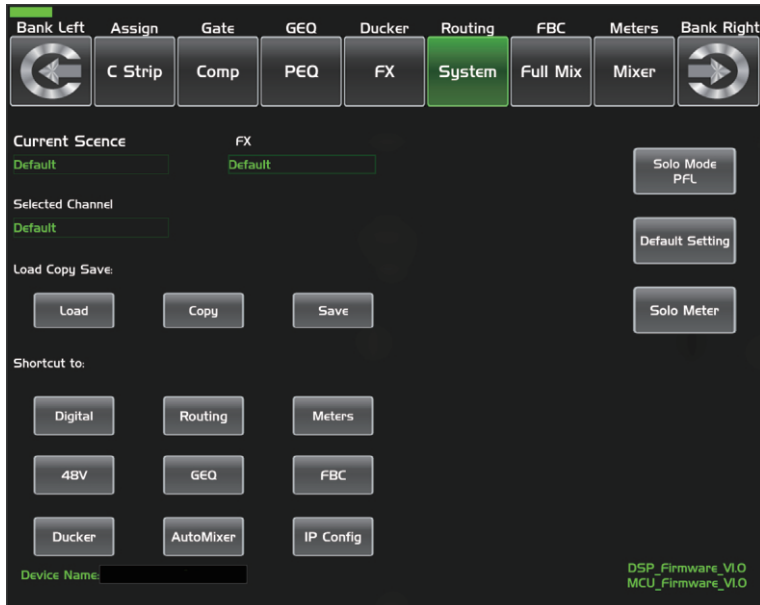 Bank Left Assign Gate GEQ Ducker Routing FBC Meters Bank Right
C Strip Comp PEQ FX System Full Mix Mixer
Current Scence FX
Default Default
Solo Mode
PFL
Selected Channel
Default
Default Setting
Load Copy Save:
Load Copy Save
Solo Meter
Shortcut to:
Digital Routing Meters
48V GEQ FBC
Ducker AutoMixer IP Config
Device Name:
DSP_Firmware_V1.0
MCU_Firmware_V1.0